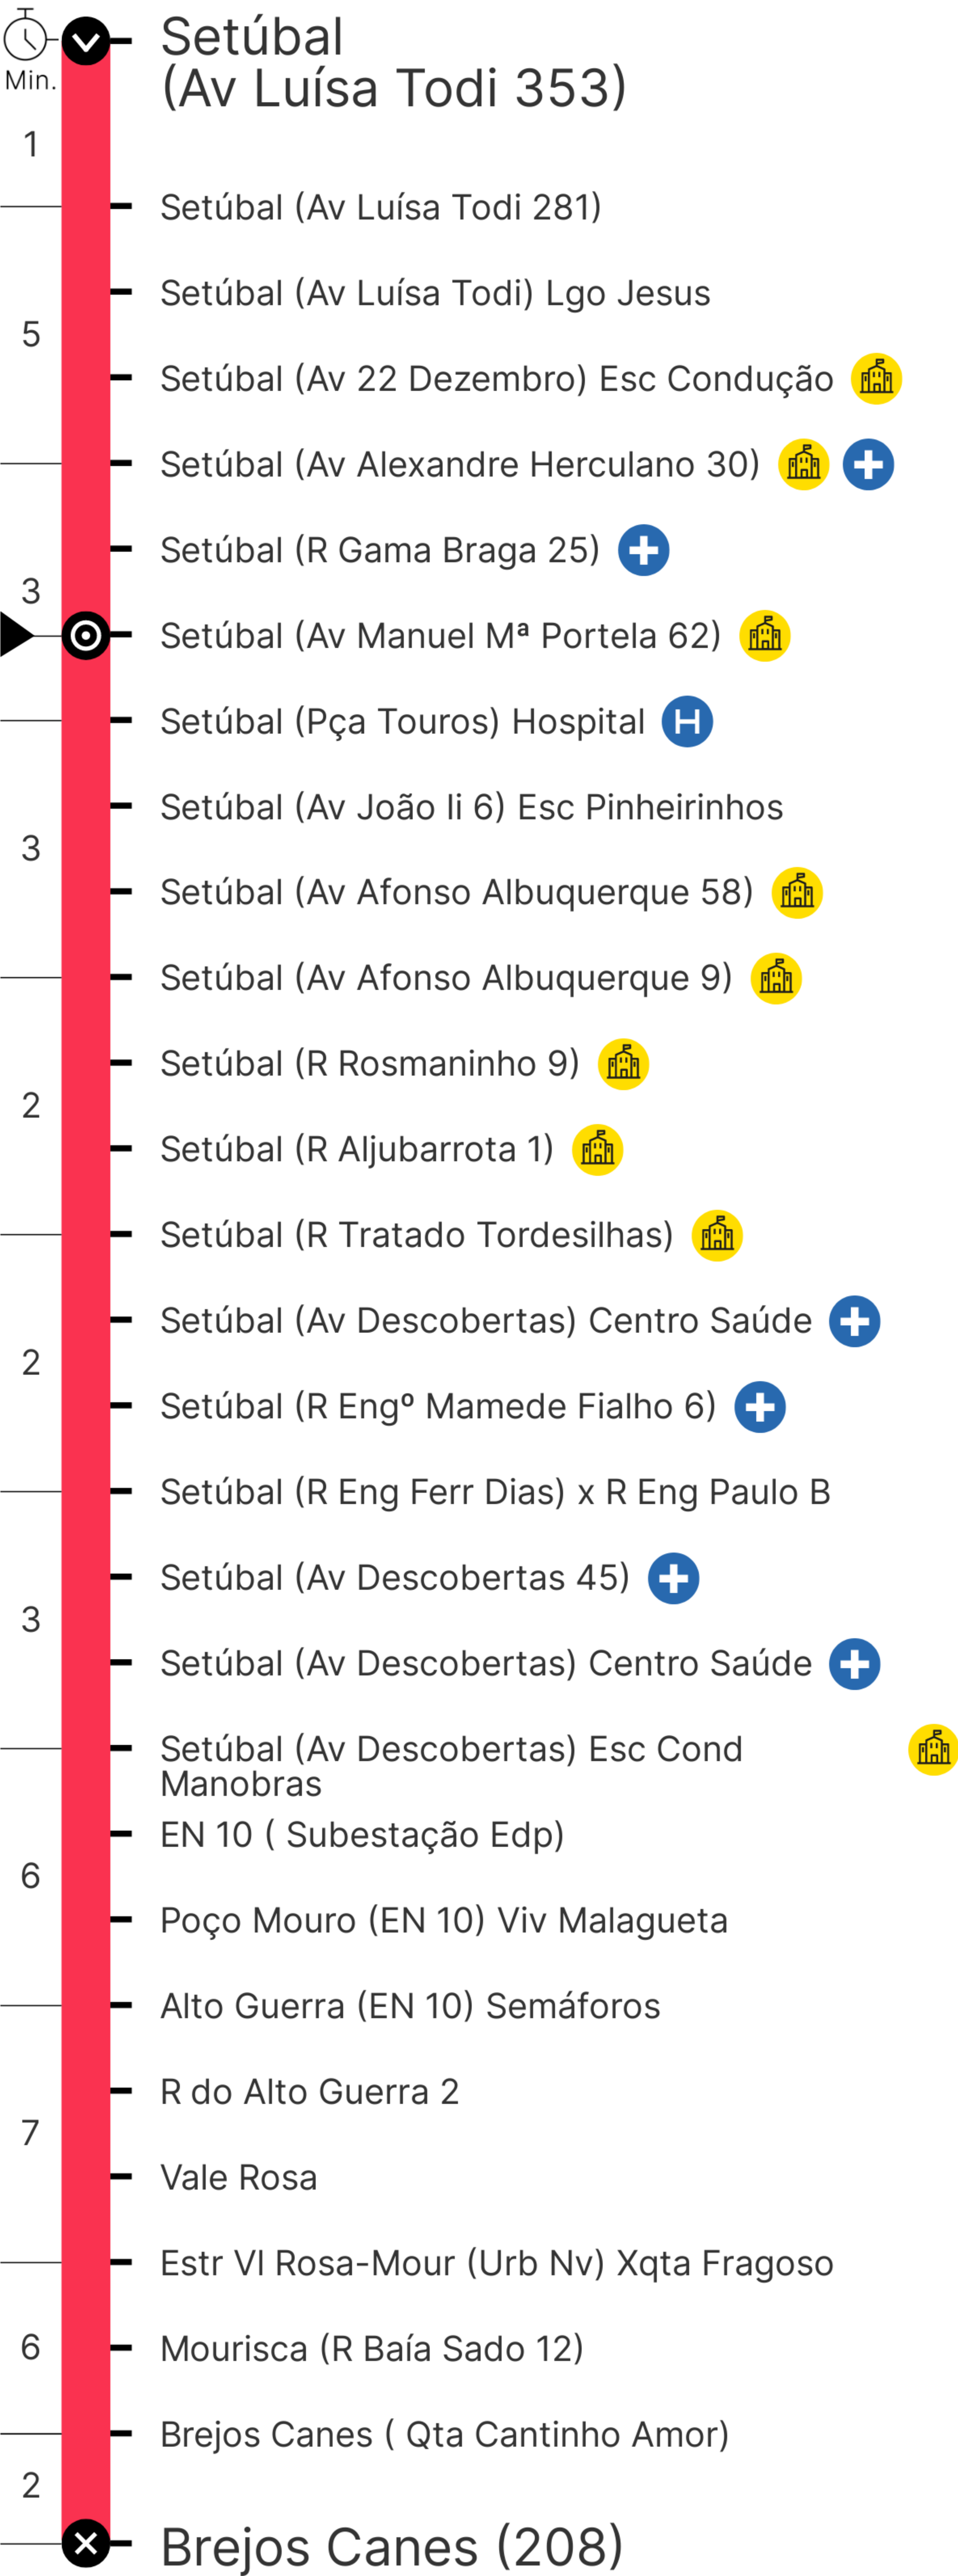 Min.
Setúbal
(Av Luísa Todi 353)
1
Setúbal (Av Luísa Todi 281)
Setúbal (Av Luísa Todi) Lgo Jesus
5
Setúbal (Av 22 Dezembro) Esc Condução
Setúbal (Av Alexandre Herculano 30)
Setúbal (R Gama Braga 25)
3
Setúbal (Av Manuel Mª Portela 62)
Setúbal (Pça Touros) Hospital H
Setúbal (Av João Ii 6) Esc Pinheirinhos
3
Setúbal (Av Afonso Albuquerque 58)
Setúbal (Av Afonso Albuquerque 9)
Setúbal (R Rosmaninho 9)
2
Setúbal (R Aljubarrota 1)
Setúbal (R Tratado Tordesilhas)
Setúbal (Av Descobertas) Centro Saúde
2
Setúbal (R Engº Mamede Fialho 6)
Setúbal (R Eng Ferr Dias) x R Eng Paulo B
Setúbal (Av Descobertas 45)
3
Setúbal (Av Descobertas) Centro Saúde
Setúbal (Av Descobertas) Esc Cond
Manobras
EN 10 ( Subestação Edp)
6
Poço Mouro (EN 10) Viv Malagueta
Alto Guerra (EN 10) Semáforos
R do Alto Guerra 2
7
Vale Rosa
Estr Vl Rosa-Mour (Urb Nv) Xqta Fragoso
6
Mourisca (R Baía Sado 12)
Brejos Canes ( Qta Cantinho Amor)
2
Brejos Canes (208)